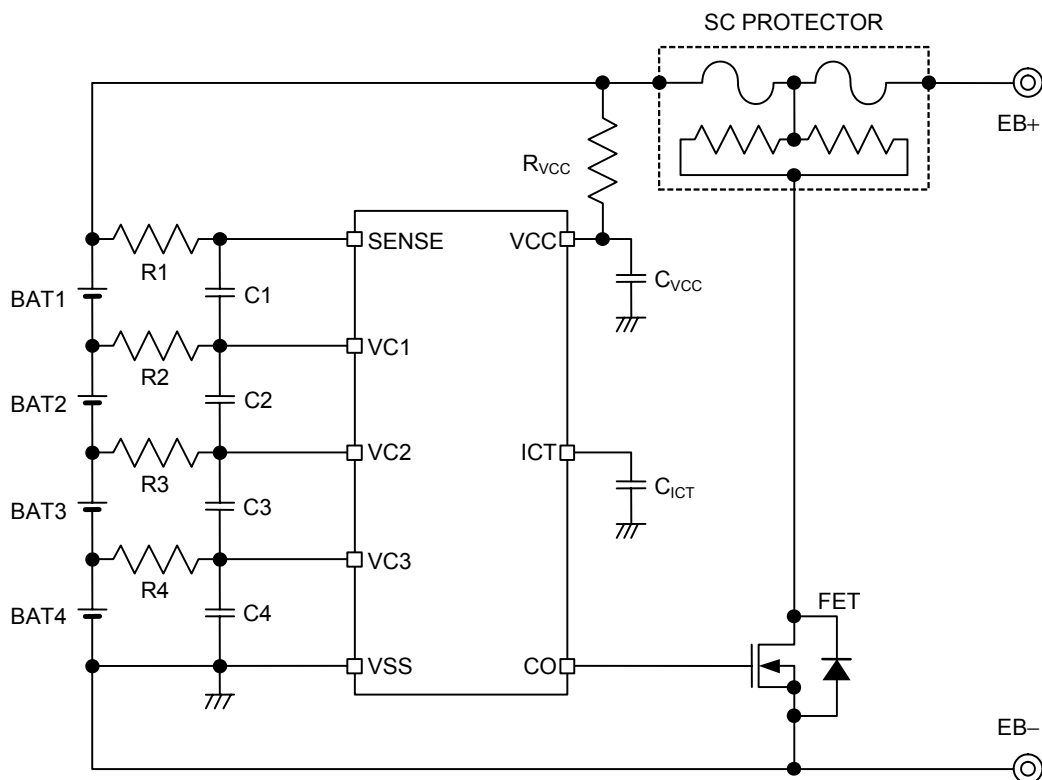 SC PROTECTOR
EB+
RVCC
SENSE
VCC
R1
BAT1
C1
CVCC
VC1
R2
BAT2
C2
VC2
ICT
R3
BAT3
C3
CICT
VC3
R4
BAT4
C4
FET
VSS
CO
EB−